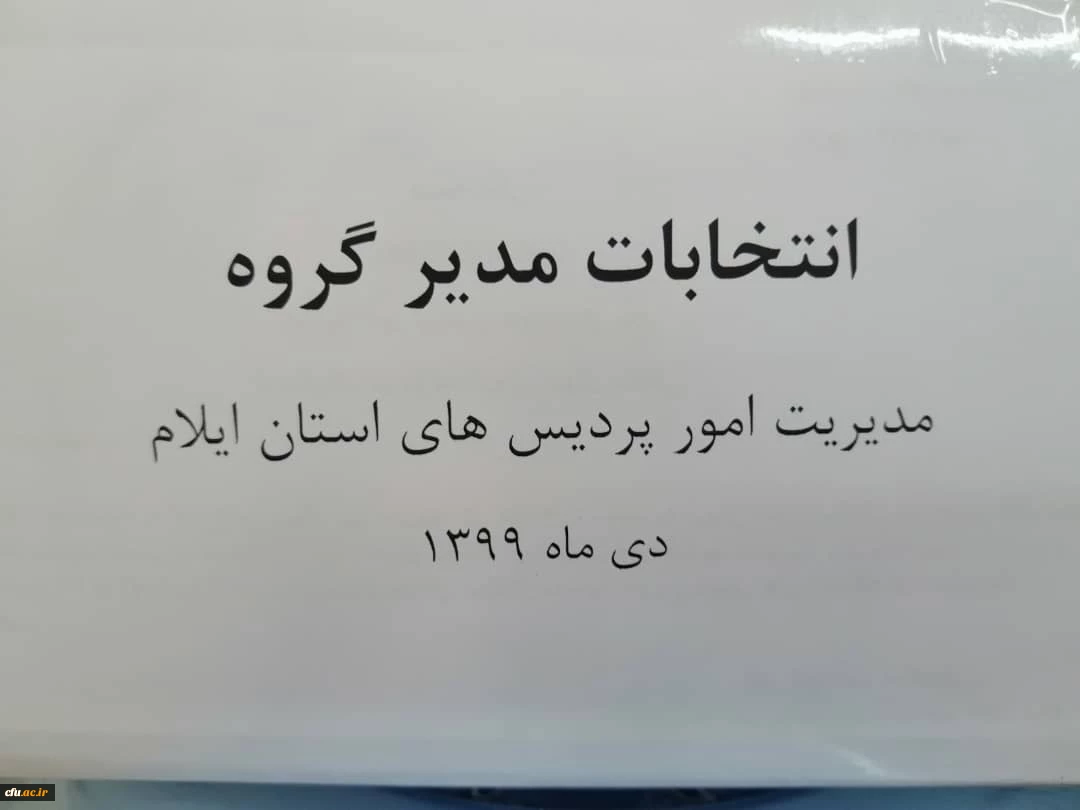 انتخابات مدیر گروه
مدیریت امور پردیس های استان ایلام
دی ماه ۱۳۹۹
cfu.ac.ir